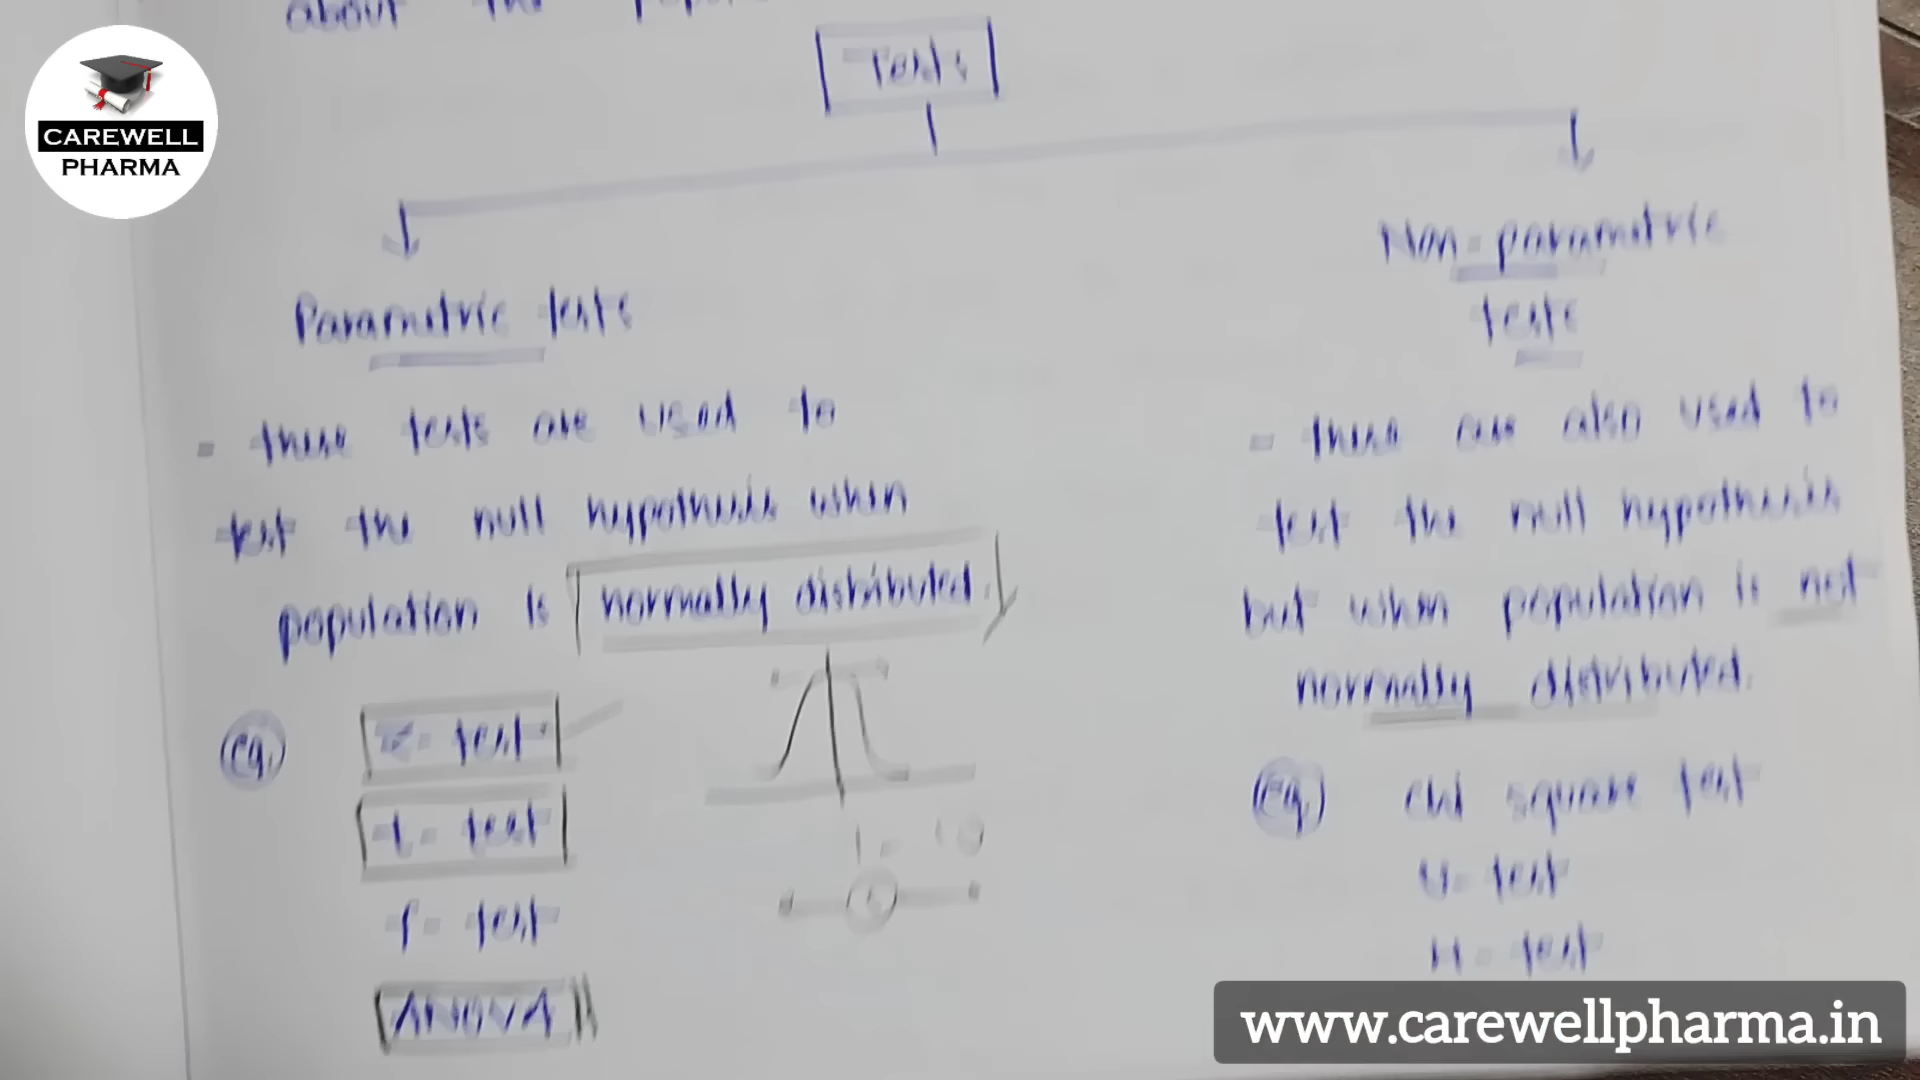 about the
CAREWELL
PHARMA
Tests
Parametric tests
- these tests are used to
test the null hypothesis when
population is normally distributed.
eg.
Z- test
t- test
f- test
ANOVA
Non-parametric
tests
- these are also used to
test the null hypothesis
but when population is not
normally distributed.
eg.
chi square test
U- test
H- test
www.carewellpharma.in